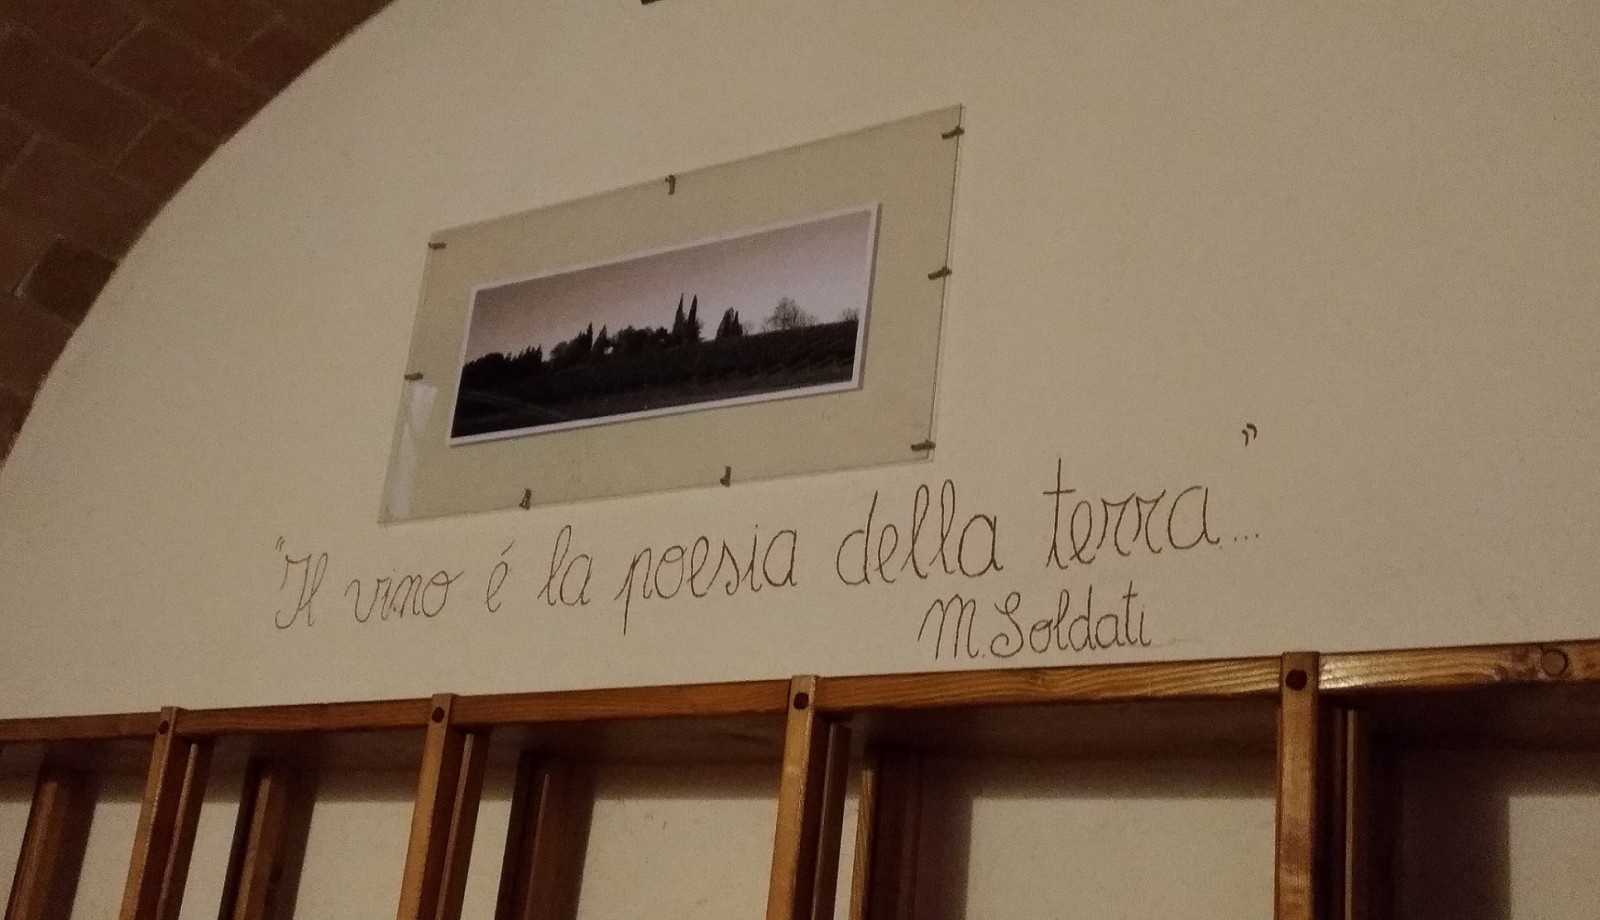 "Il vino é la poesia della terra..."
M. Soldati